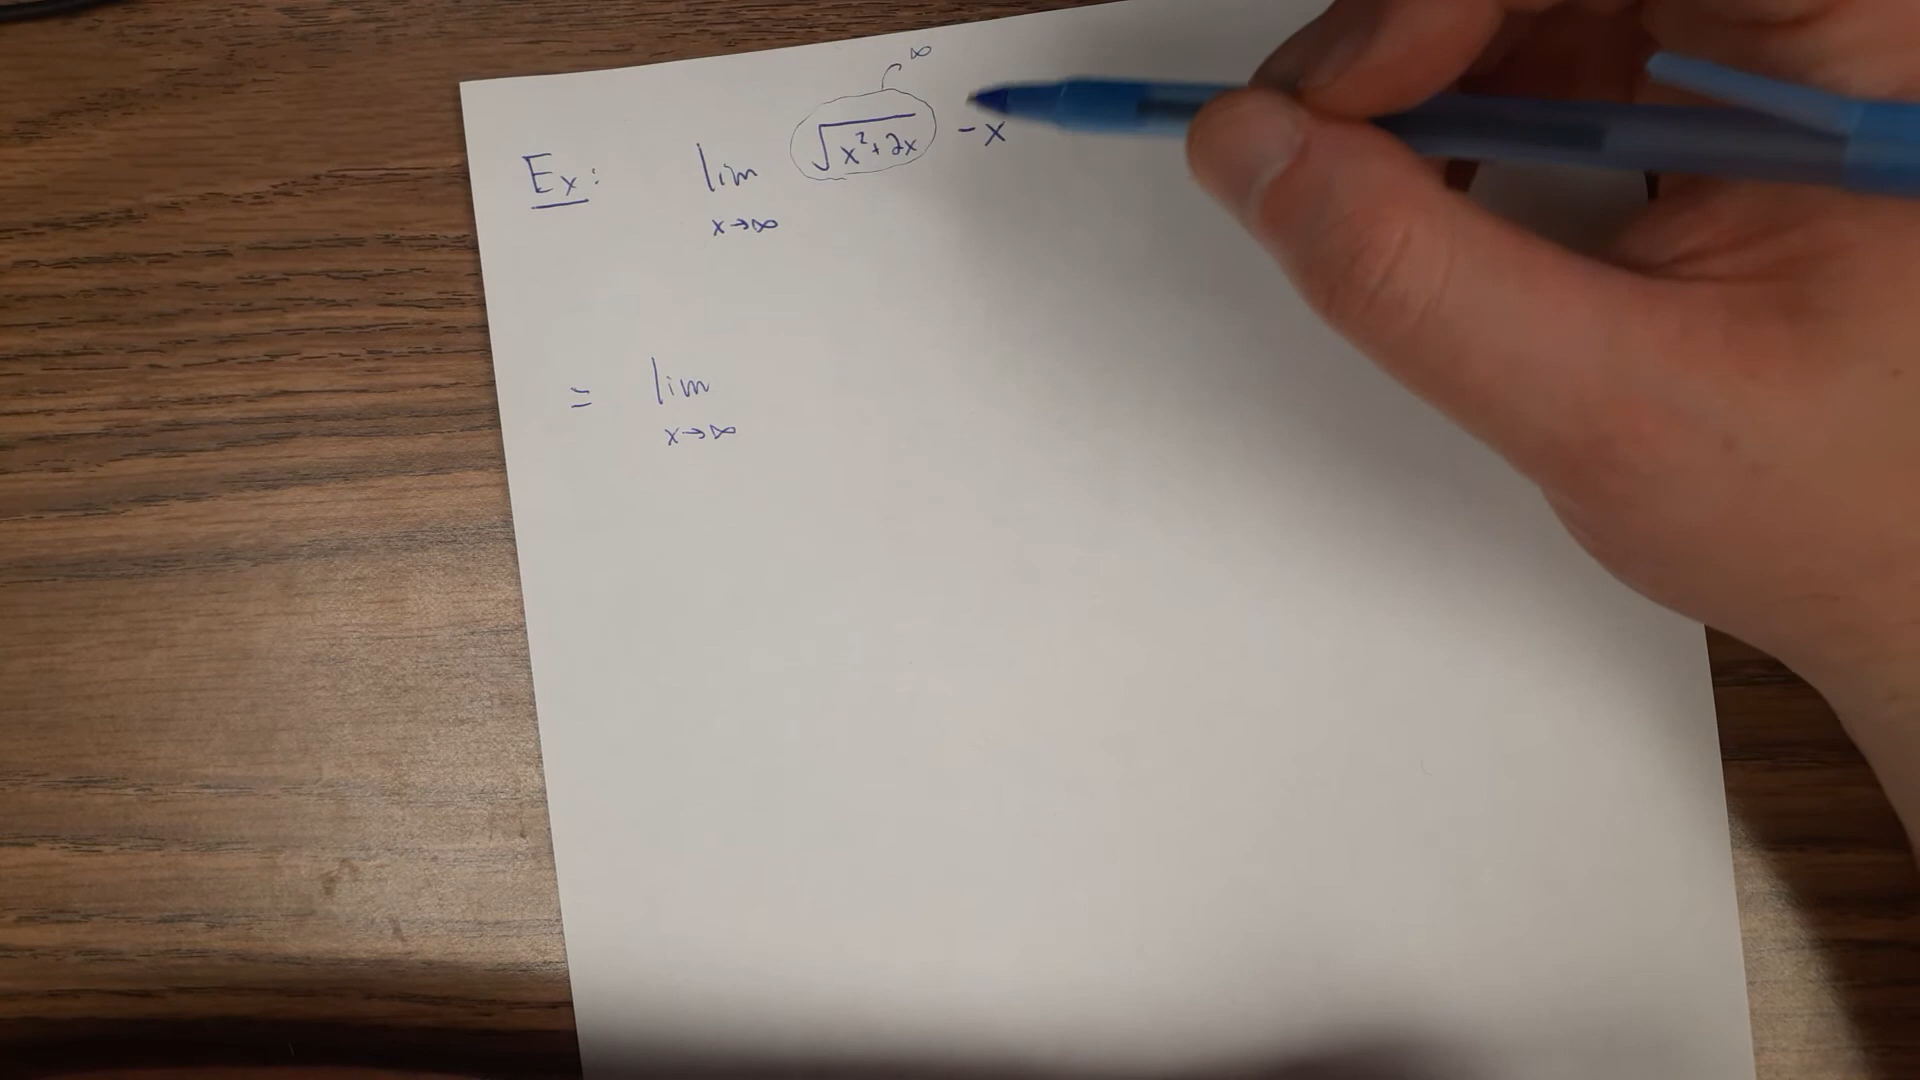 ∞
Ex: lim √(x²+2x) - x
x→∞
= lim
x→∞